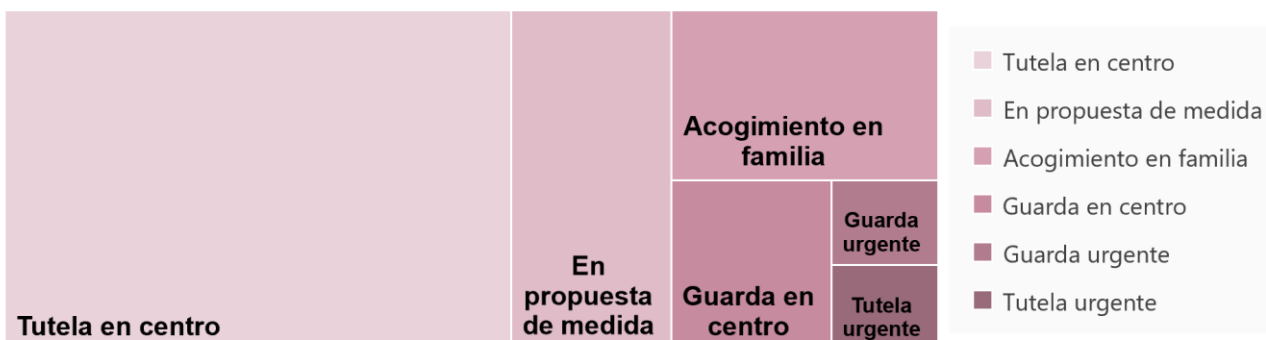 Tutela en centro
En
propuesta
de medida
Acogimiento en
familia
Guarda en
centro
Guarda
urgente
Tutela
urgente
Tutela en centro
En propuesta de medida
Acogimiento en familia
Guarda en centro
Guarda urgente
Tutela urgente